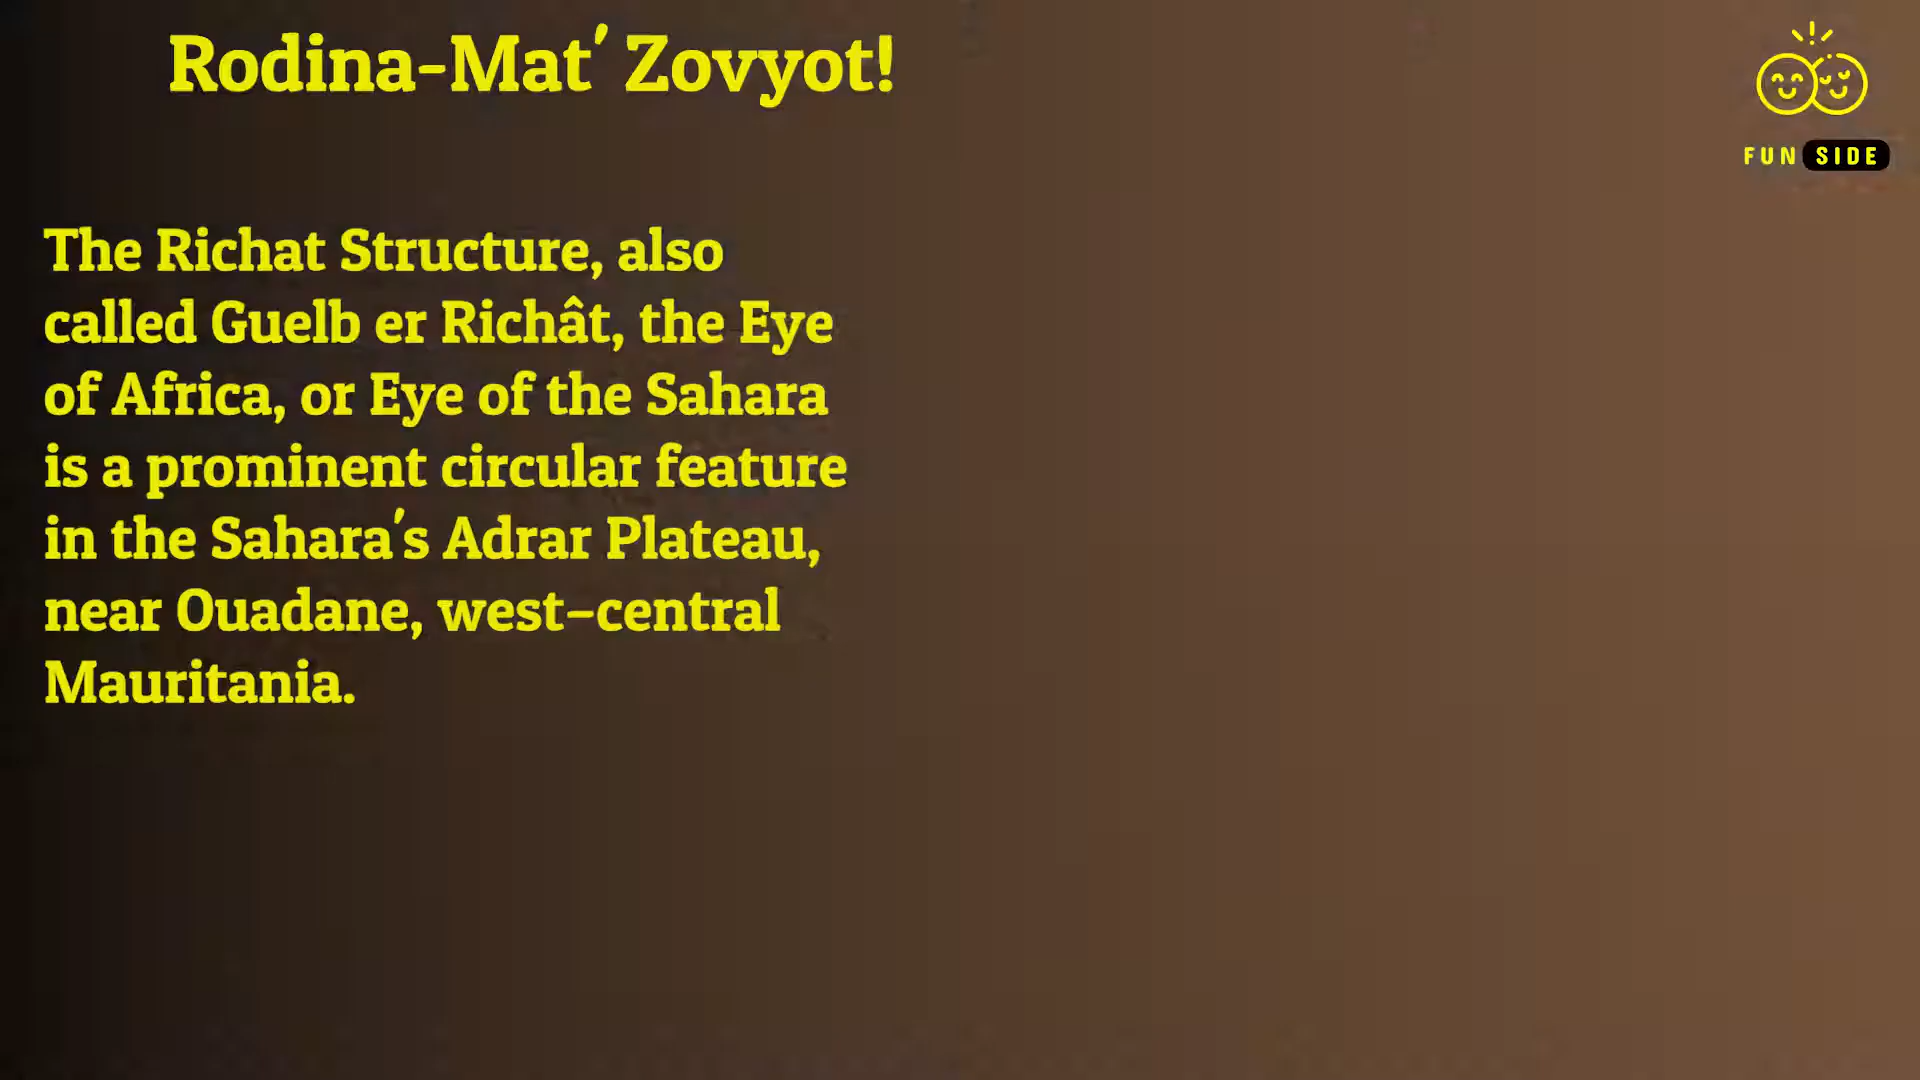 Rodina-Mat' Zovyot!
FUN SIDE
The Richat Structure, also
called Guelb er Richât, the Eye
of Africa, or Eye of the Sahara
is a prominent circular feature
in the Sahara's Adrar Plateau,
near Ouadane, west–central
Mauritania.